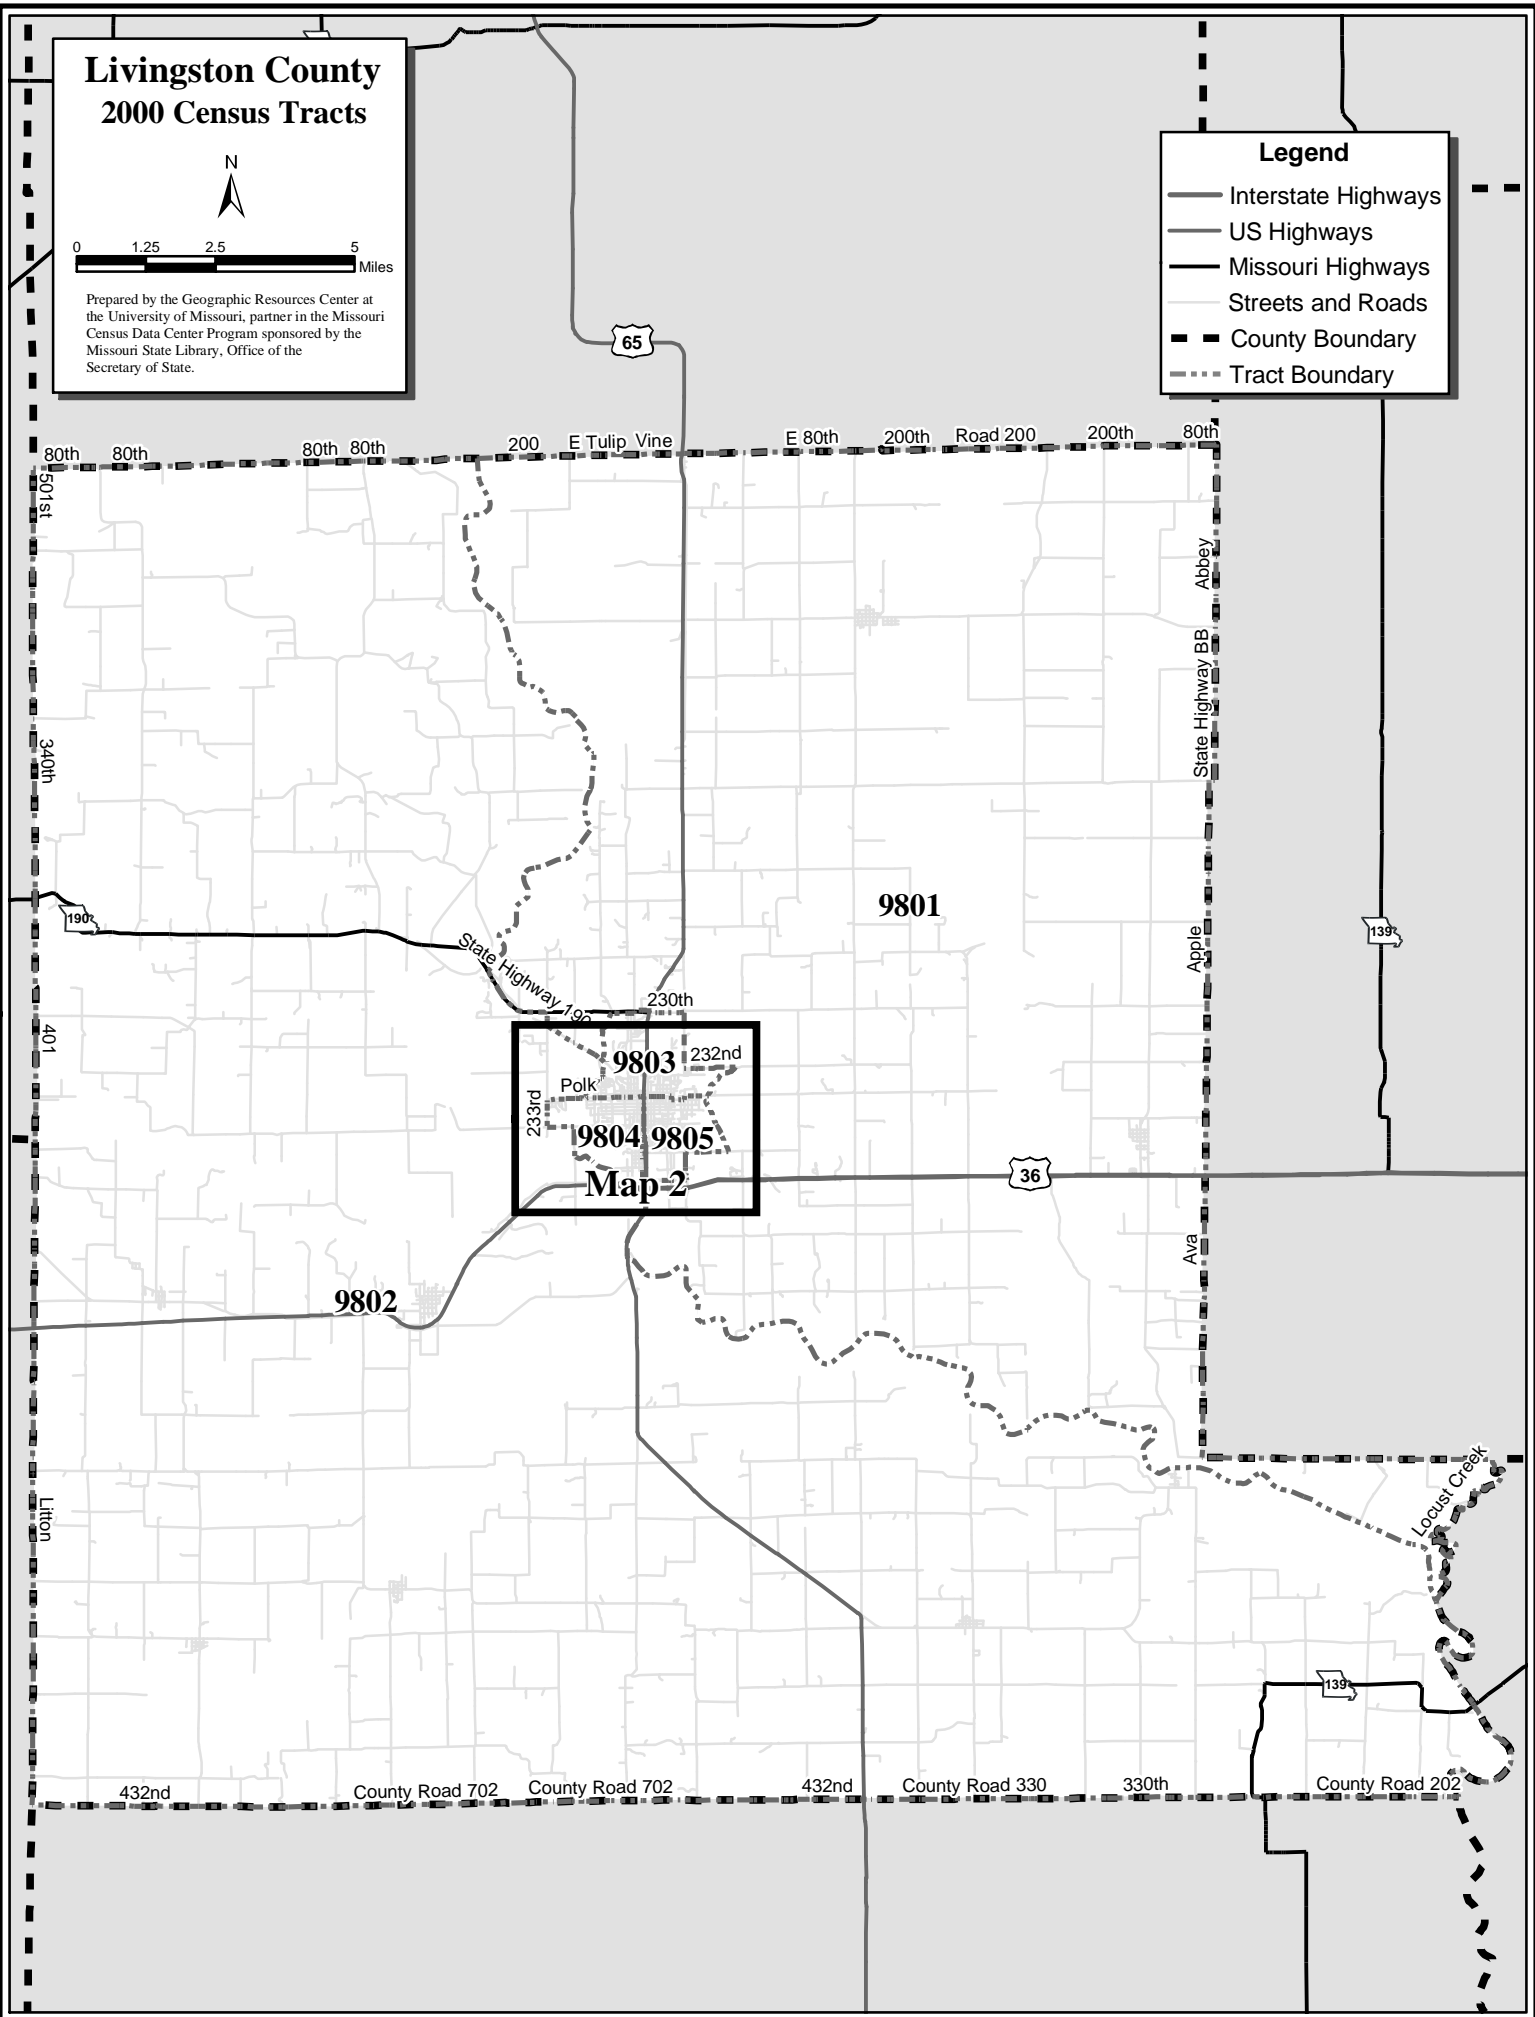 Livingston County
2000 Census Tracts
N
0 1.25 2.5 5
Miles
Prepared by the Geographic Resources Center at
the University of Missouri, partner in the Missouri
Census Data Center Program sponsored by the
Missouri State Library, Office of the
Secretary of State.
Legend
Interstate Highways
US Highways
Missouri Highways
Streets and Roads
County Boundary
Tract Boundary
65
80th 80th 80th 80th 200 E Tulip Vine E 80th 200th Road 200 200th 80th
501st
Abbey
State Highway BB
340th
9801
190
139
State Highway 190
Apple
230th
401
9803
232nd
Polk
233rd
9804
9805
36
Map 2
Ava
9802
Locust Creek
Litton
139
432nd County Road 702 County Road 702 432nd County Road 330 330th County Road 202